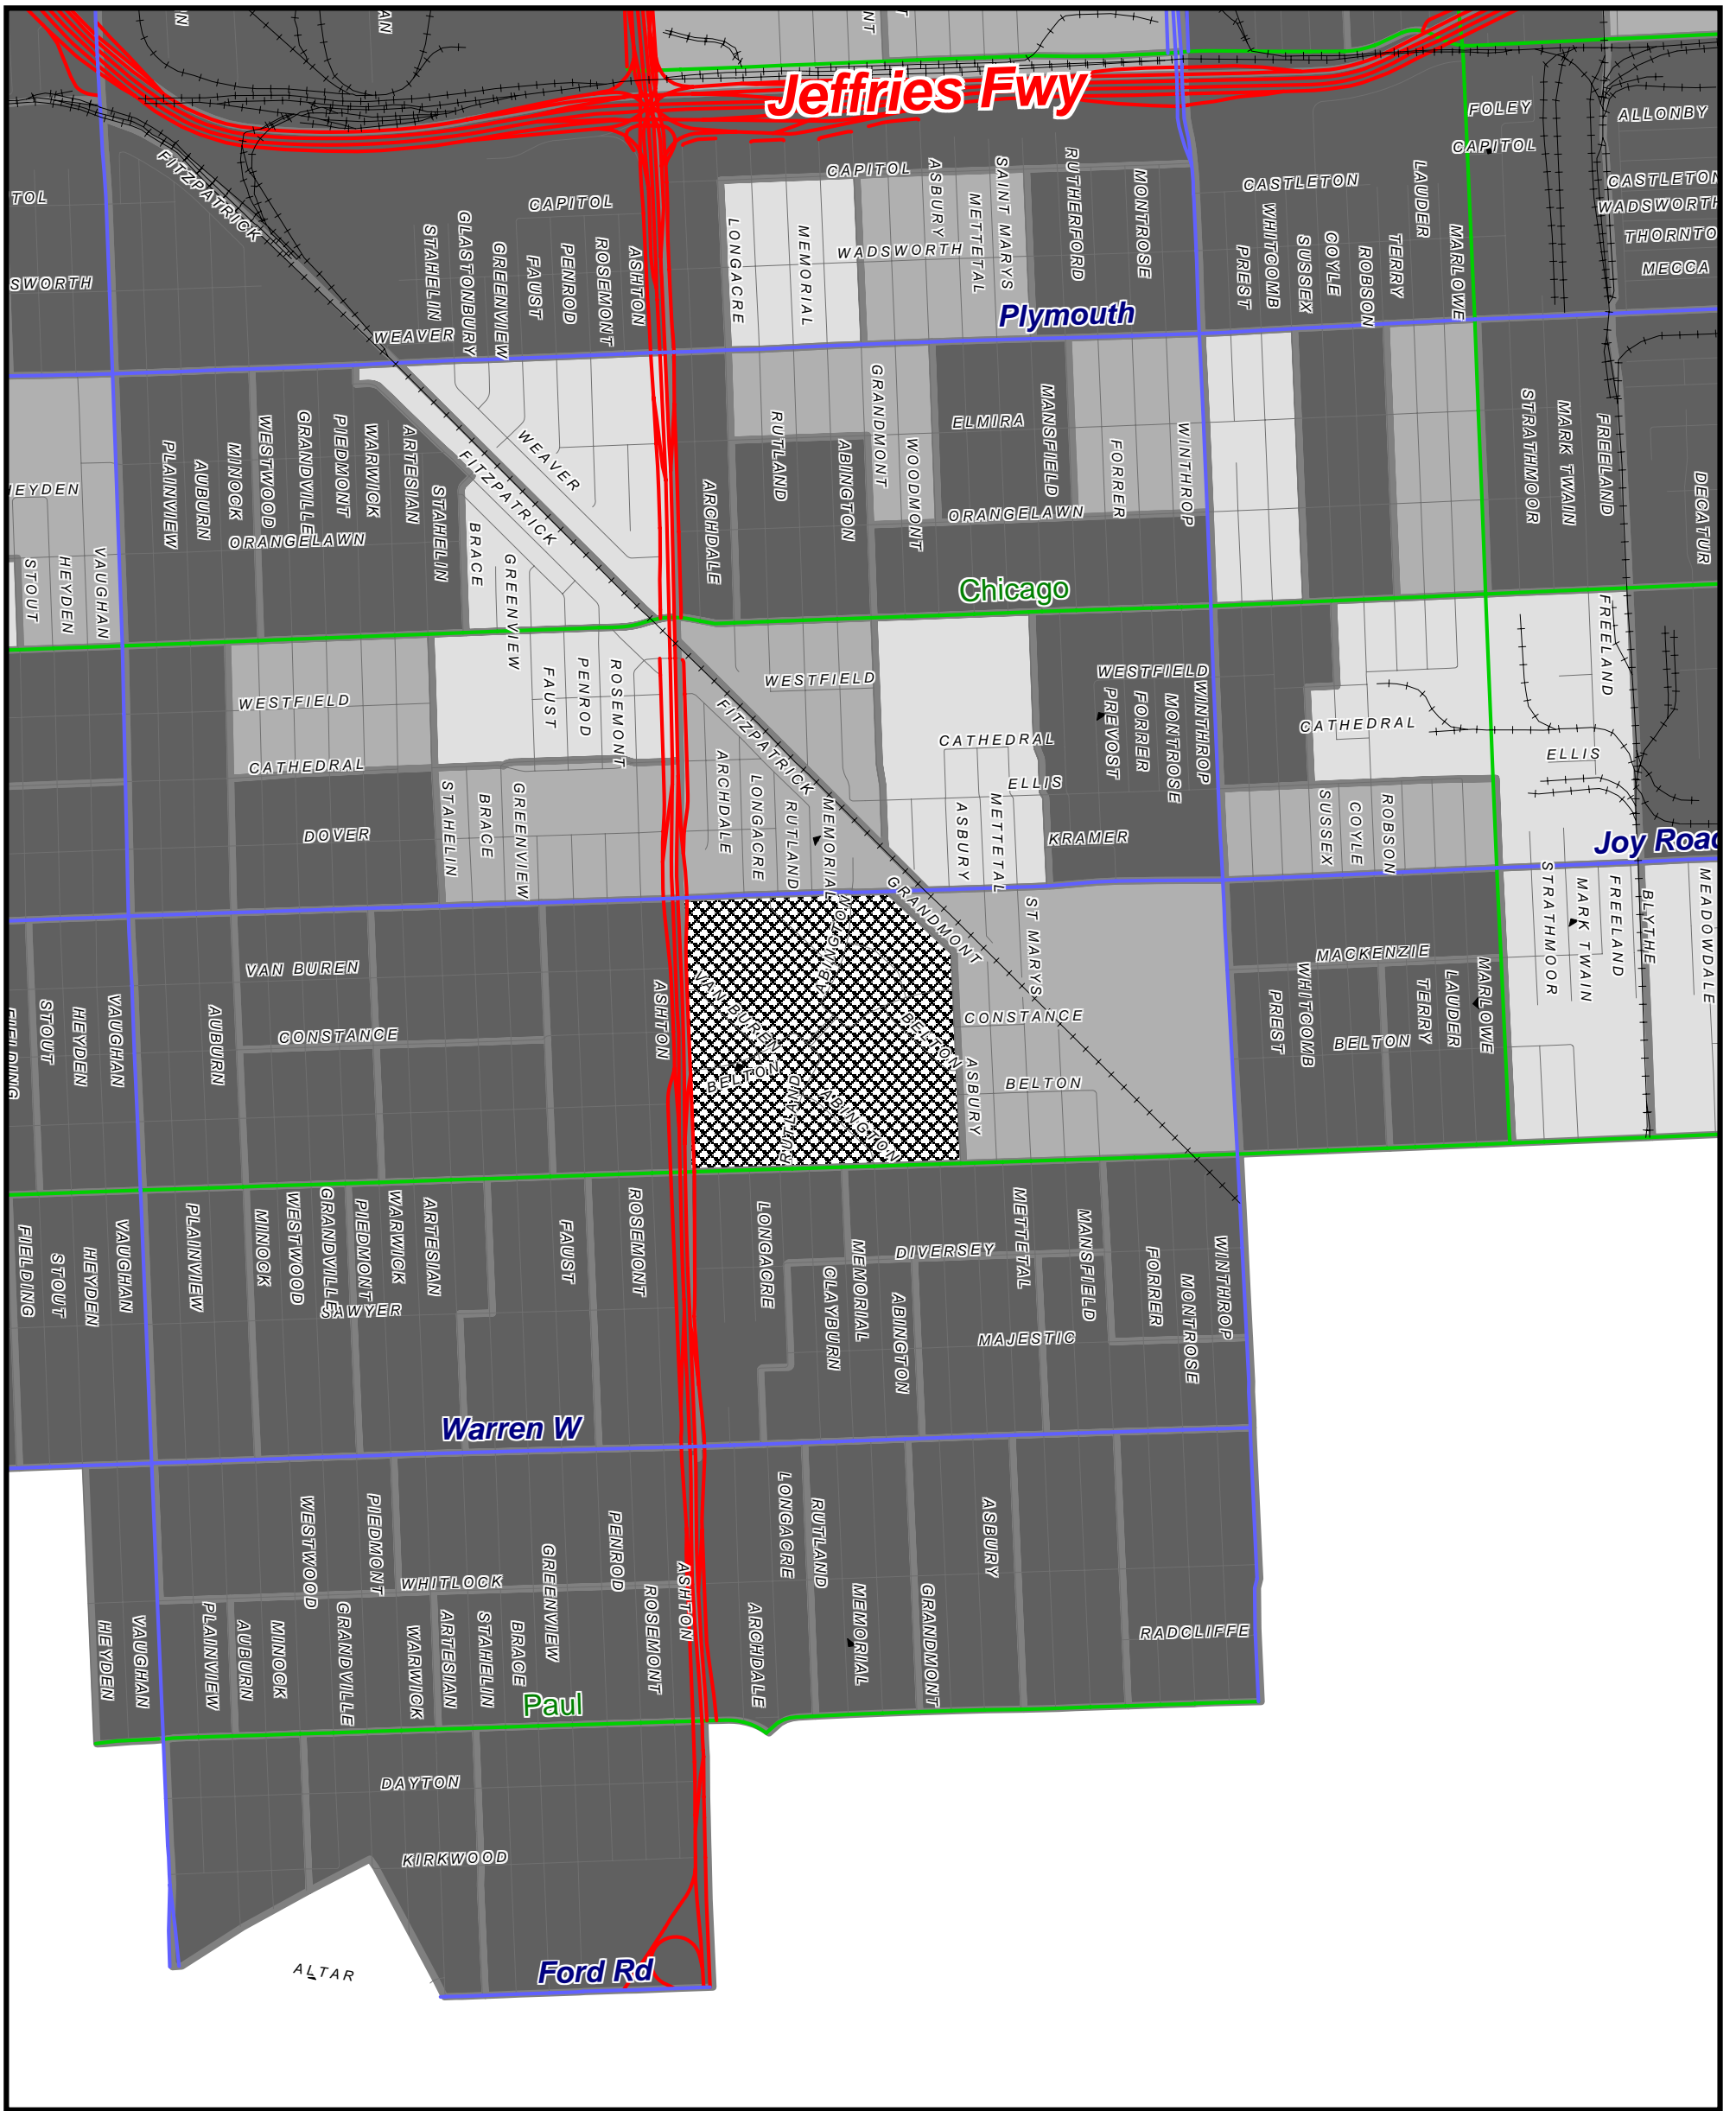 Jeffries Fwy
FOLEY
ALLONBY
CAPITOL
FITZPATRICK
CAPITOL
ASBURY
SAINT MARYS
METTETAL
RUTHERFORD
MONTROSE
CASTLETON
LAUDER
CASTLETON
TOL
CAPITOL
WADSWORTH
WADSWORTH
THORNTO
MECCA
SWORTH
STAHELIN
GLASTONBURY
GREENVIEW
FAUST
PENROD
ROSEMONT
ASHTON
LONGACRE
MEMORIAL
PREST
WHITCOMB
SUSSEX
COYLE
ROBSON
TERRY
MARLOWE
WEAVER
Plymouth
PLAINVIEW
AUBURN
MINOCK
WESTWOOD
GRANDVILLE
PIEDMONT
WARWICK
ARTESIAN
STAHELIN
WEAVER
FITZPATRICK
RUTLAND
ABINGTON
GRANDMONT
WOODMONT
ELMIRA
MANSFIELD
FORRER
WINTHROP
STRATHMOOR
MARK TWAIN
FREELAND
DECATUR
HEYDEN
ORANGELAWN
ORANGELAWN
ARCHDALE
BRACE
GREENVIEW
STOUT
HEYDEN
VAUGHAN
Chicago
FREELAND
WESTFIELD
FAUST
PENROD
ROSEMONT
WESTFIELD
FITZPATRICK
WESTFIELD
PREVOST
FORRER
MONTROSE
WINTHROP
CATHEDRAL
CATHEDRAL
CATHEDRAL
ELLIS
ELLIS
DOVER
STAHELIN
BRACE
GREENVIEW
ARCHDALE
LONGACRE
RUTLAND
MEMORIAL
ASBURY
METTETAL
KRAMER
SUSSEX
COYLE
ROBSON
Joy Road
GRANDMONT
ST MARYS
ABINGTON
VAN BUREN
VAN BUREN
MACKENZIE
STRATHMOOR
MARK TWAIN
FREELAND
BLYTHE
MEADOWDALE
FIELDING
STOUT
HEYDEN
VAUGHAN
AUBURN
CONSTANCE
ASHTON
BELTON
BELTON
RUTLAND
ABINGTON
CONSTANCE
BELTON
ASBURY
PREST
WHITCOMB
BELTON
TERRY
LAUDER
MARLOWE
FIELDING
STOUT
HEYDEN
VAUGHAN
PLAINVIEW
MINOCK
WESTWOOD
GRANDVILLE
PIEDMONT
WARWICK
ARTESIAN
SAWYER
FAUST
ROSEMONT
LONGACRE
CLAYBURN
MEMORIAL
ABINGTON
DIVERSEY
METTETAL
MANSFIELD
FORRER
MONTROSE
WINTHROP
MAJESTIC
Warren W
WESTWOOD
PIEDMONT
WHITLOCK
GREENVIEW
PENROD
ASHTON
LONGACRE
RUTLAND
ASBURY
HEYDEN
VAUGHAN
PLAINVIEW
AUBURN
MINOCK
GRANDVILLE
WARWICK
ARTESIAN
STAHELIN
BRACE
ROSEMONT
ARCHDALE
MEMORIAL
GRANDMONT
RADCLIFFE
Paul
DAYTON
KIRKWOOD
ALTAR
Ford Rd